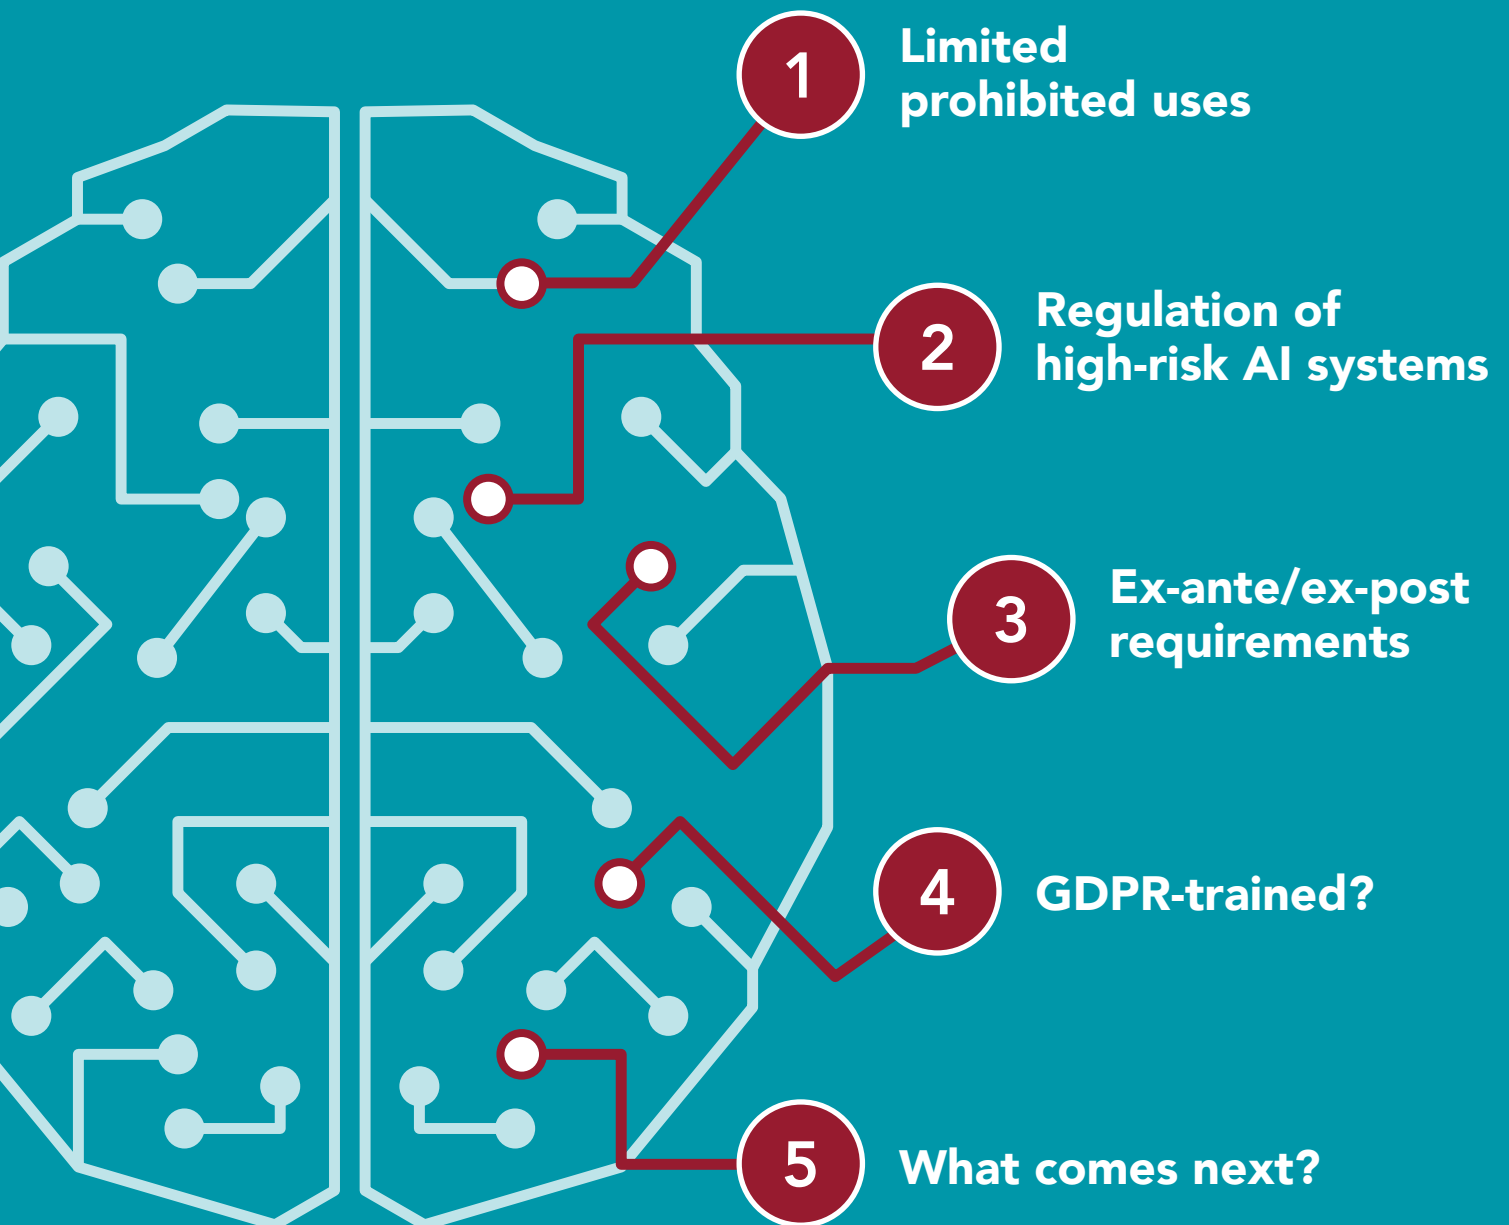 1
Limited
prohibited uses
2
Regulation of
high-risk AI systems
3
Ex-ante/ex-post
requirements
4
GDPR-trained?
5
What comes next?